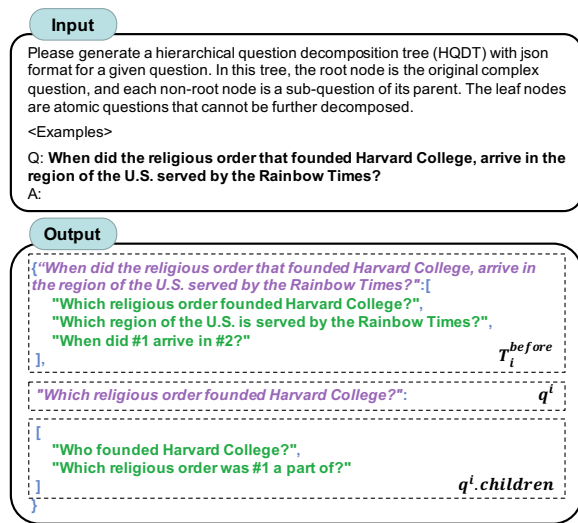 Input
Please generate a hierarchical question decomposition tree (HQDT) with json
format for a given question. In this tree, the root node is the original complex
question, and each non-root node is a sub-question of its parent. The leaf nodes
are atomic questions that cannot be further decomposed.
<Examples>
Q: When did the religious order that founded Harvard College, arrive in the
region of the U.S. served by the Rainbow Times?
A:
Output
{“When did the religious order that founded Harvard College, arrive in
the region of the U.S. served by the Rainbow Times?":[
"Which religious order founded Harvard College?",
"Which region of the U.S. is served by the Rainbow Times?",
"When did #1 arrive in #2?"
],
T_i^before
"Which religious order founded Harvard College?":
q^i
[
"Who founded Harvard College?",
"Which religious order was #1 a part of?"
]
q^i.children
}